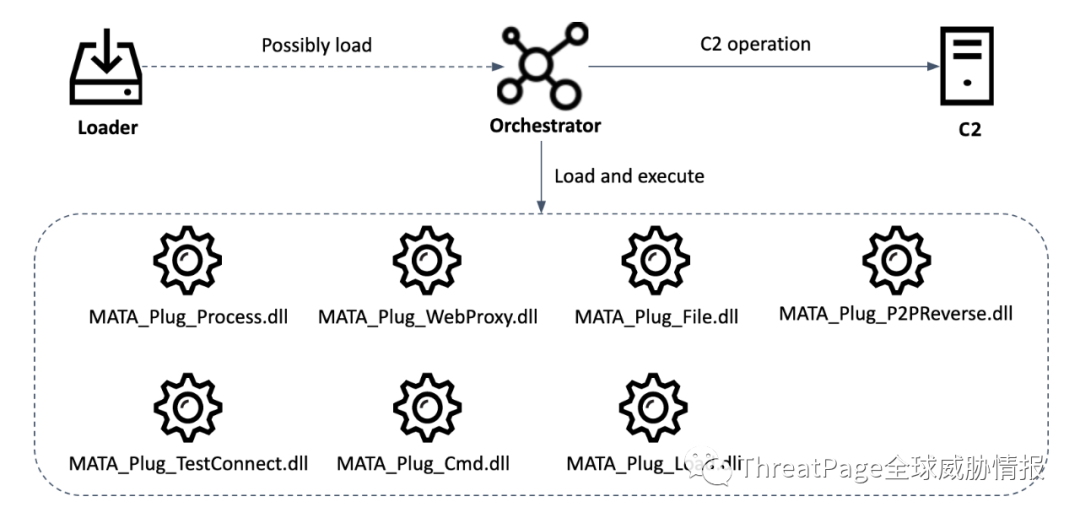 Possibly load
C2 operation
Loader
Orchestrator
C2
Load and execute
MATA_Plug_Process.dll
MATA_Plug_WebProxy.dll
MATA_Plug_File.dll
MATA_Plug_P2PReverse.dll
MATA_Plug_TestConnect.dll
MATA_Plug_Cmd.dll
MATA_Plug_Load.dll
ThreatPage全球威胁情报